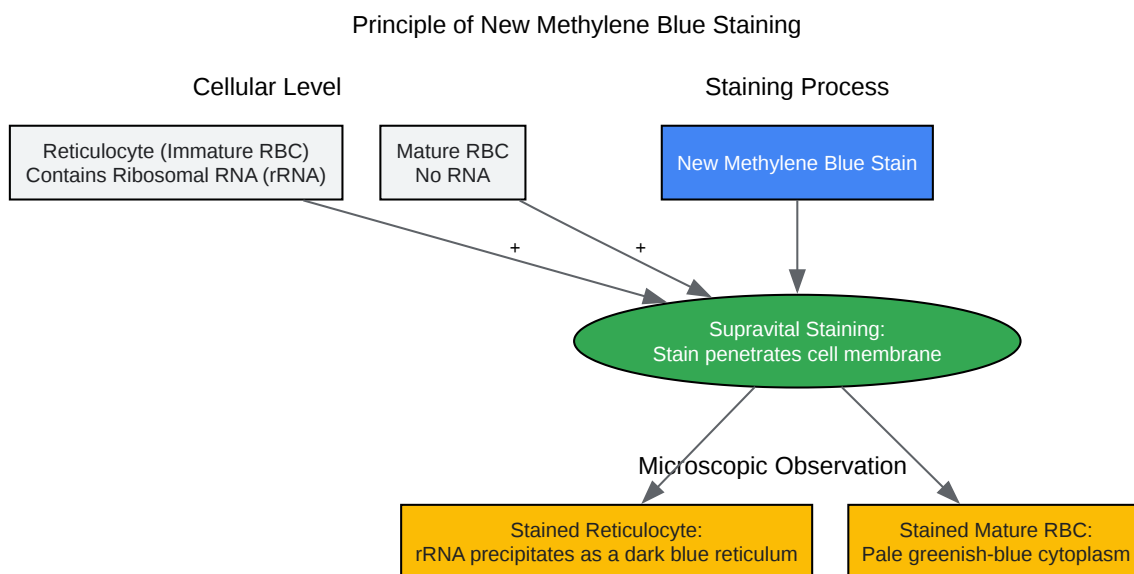 Principle of New Methylene Blue Staining
Cellular Level
Staining Process
Reticulocyte (Immature RBC)
Contains Ribosomal RNA (rRNA)
Mature RBC
No RNA
New Methylene Blue Stain
+
+
Supravital Staining:
Stain penetrates cell membrane
Microscopic Observation
Stained Reticulocyte:
rRNA precipitates as a dark blue reticulum
Stained Mature RBC:
Pale greenish-blue cytoplasm